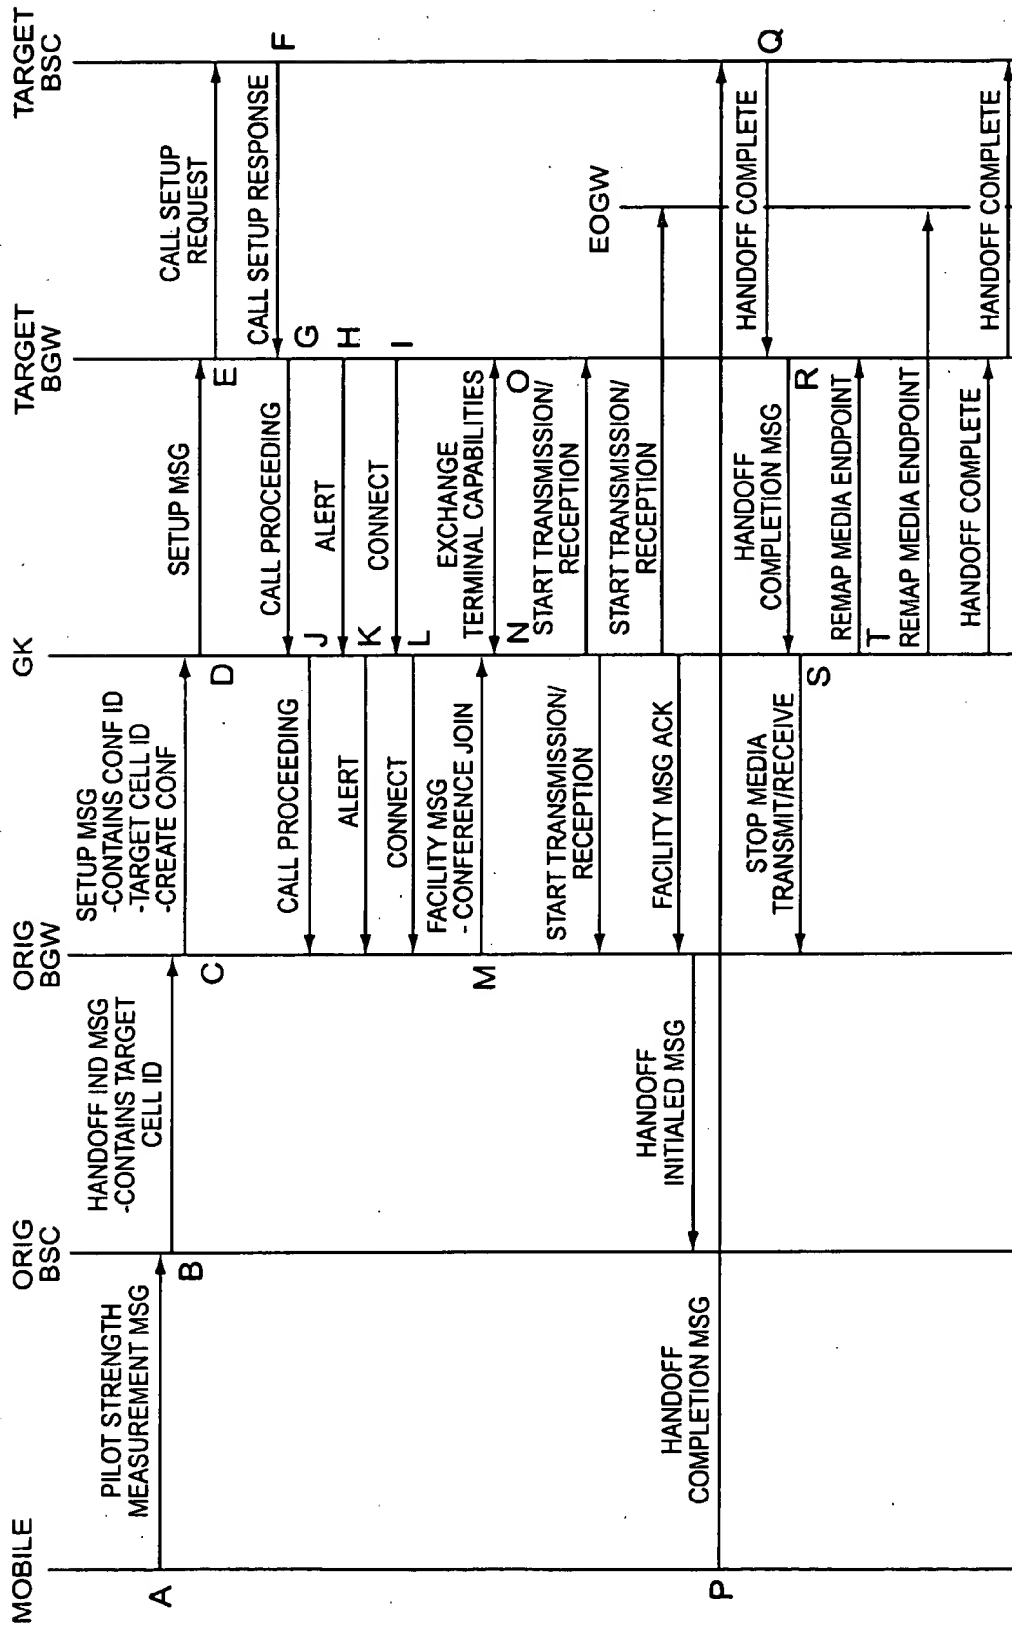 MOBILE
ORIG
BSC
ORIG
BGW
GK
TARGET
BGW
TARGET
BSC
A
PILOT STRENGTH
MEASUREMENT MSG
B
HANDOFF IND MSG
-CONTAINS TARGET
CELL ID
C
SETUP MSG
-CONTAINS CONF ID
-TARGET CELL ID
-CREATE CONF
D
SETUP MSG
E
CALL SETUP
REQUEST
F
CALL SETUP RESPONSE
G
CALL PROCEEDING
J
CALL PROCEEDING
H
ALERT
K
ALERT
I
CONNECT
L
CONNECT
M
FACILITY MSG
- CONFERENCE JOIN
N
EXCHANGE
TERMINAL CAPABILITIES
O
START TRANSMISSION/
RECEPTION
START TRANSMISSION/
RECEPTION
START TRANSMISSION/
RECEPTION
EOGW
FACILITY MSG ACK
HANDOFF
INITIALED MSG
P
HANDOFF
COMPLETION MSG
Q
HANDOFF COMPLETE
R
HANDOFF
COMPLETION MSG
S
STOP MEDIA
TRANSMIT/RECEIVE
REMAP MEDIA ENDPOINT
T
REMAP MEDIA ENDPOINT
HANDOFF COMPLETE
HANDOFF COMPLETE